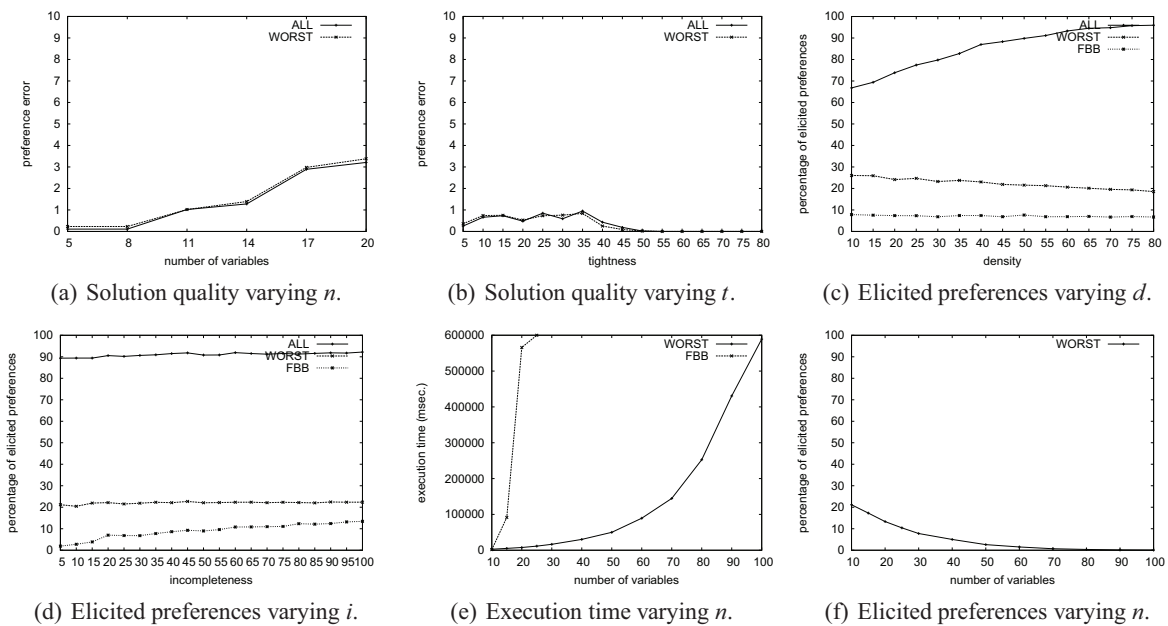 10
9
8
7
6
5
4
3
2
1
0
preference error
ALL
WORST
5 8 11 14 17 20
number of variables
(a) Solution quality varying n.
10
9
8
7
6
5
4
3
2
1
0
preference error
ALL
WORST
5 10 15 20 25 30 35 40 45 50 55 60 65 70 75 80
tightness
(b) Solution quality varying t.
100
90
80
70
60
50
40
30
20
10
0
percentage of elicited preferences
ALL
WORST
FBB
10 15 20 25 30 35 40 45 50 55 60 65 70 75 80
density
(c) Elicited preferences varying d.
100
90
80
70
60
50
40
30
20
10
0
percentage of elicited preferences
ALL
WORST
FBB
5 10 15 20 25 30 35 40 45 50 55 60 65 70 75 80 85 90 95 100
incompleteness
(d) Elicited preferences varying i.
600000
500000
400000
300000
200000
100000
0
execution time (msec.)
WORST
FBB
10 20 30 40 50 60 70 80 90 100
number of variables
(e) Execution time varying n.
100
90
80
70
60
50
40
30
20
10
0
percentage of elicited preferences
WORST
10 20 30 40 50 60 70 80 90 100
number of variables
(f) Elicited preferences varying n.